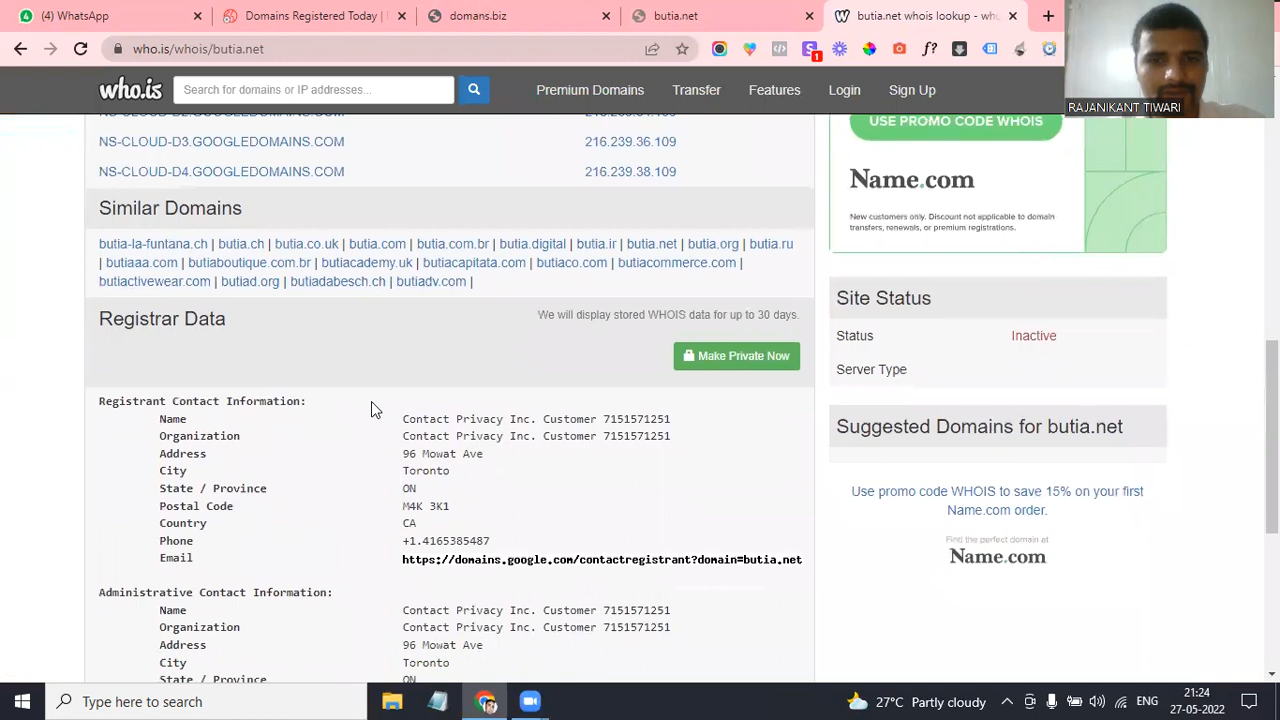 4
(4) WhatsApp
Domains Registered Today |
domans.biz
butia.net
butia.net whois lookup - who
who.is/whois/butia.net
1
f?
who.is
Search for domains or IP addresses...
Premium Domains
Transfer
Features
Login
Sign Up
RAJANIKANT TIWARI
NS-CLOUD-D3.GOOGLEDOMAINS.COM 216.239.36.109
NS-CLOUD-D4.GOOGLEDOMAINS.COM 216.239.38.109
Similar Domains
butia-la-funtana.ch | butia.ch | butia.co.uk | butia.com | butia.com.br | butia.digital | butia.ir | butia.net | butia.org | butia.ru
| butiaaa.com | butiaboutique.com.br | butiacademy.uk | butiacapitata.com | butiaco.com | butiacommerce.com |
butiactivewear.com | butiad.org | butiadabesch.ch | butiadv.com |
Registrar Data
We will display stored WHOIS data for up to 30 days.
Make Private Now
Registrant Contact Information:
Name Contact Privacy Inc. Customer 7151571251
Organization Contact Privacy Inc. Customer 7151571251
Address 96 Mowat Ave
City Toronto
State / Province ON
Postal Code M4K 3K1
Country CA
Phone +1.4165385487
Email https://domains.google.com/contactregistrant?domain=butia.net
Administrative Contact Information:
Name Contact Privacy Inc. Customer 7151571251
Organization Contact Privacy Inc. Customer 7151571251
Address 96 Mowat Ave
City Toronto
State / Province ON
USE PROMO CODE WHOIS
Name.com
New customers only. Discount not applicable to domain
transfers, renewals, or premium registrations.
Site Status
Status Inactive
Server Type
Suggested Domains for butia.net
Use promo code WHOIS to save 15% on your first
Name.com order.
Find the perfect domain at
Name.com
Type here to search
27°C Partly cloudy
ENG
21:24
27-05-2022